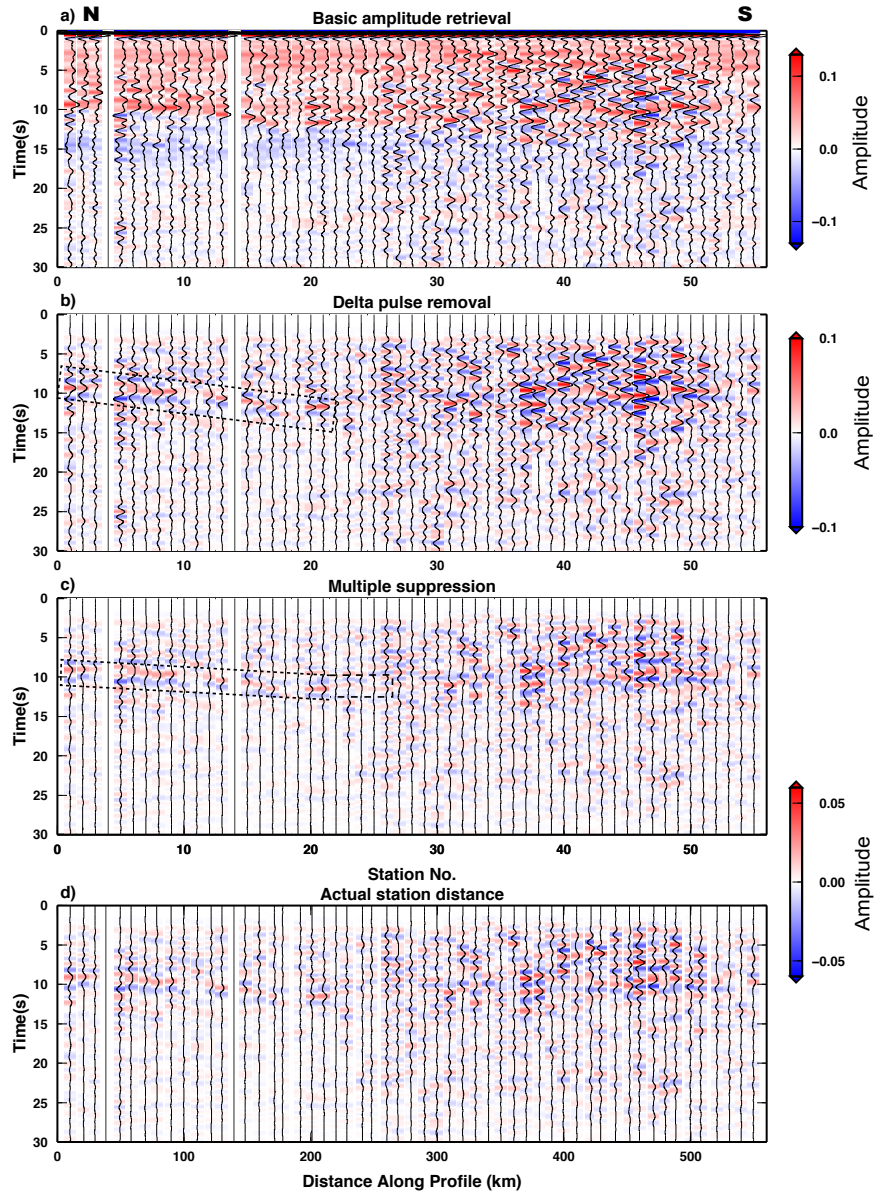 a) N Basic amplitude retrieval S
0
5
10
15
20
25
30
Time(s)
0 10 20 30 40 50
0.1
0.0
−0.1
Amplitude
b) Delta pulse removal
0
5
10
15
20
25
30
Time(s)
0 10 20 30 40 50
0.1
0.0
−0.1
Amplitude
c) Multiple suppression
0
5
10
15
20
25
30
Time(s)
0 10 20 30 40 50
Station No.
d) Actual station distance
0
5
10
15
20
25
30
Time(s)
0 100 200 300 400 500
Distance Along Profile (km)
0.05
0.00
−0.05
Amplitude